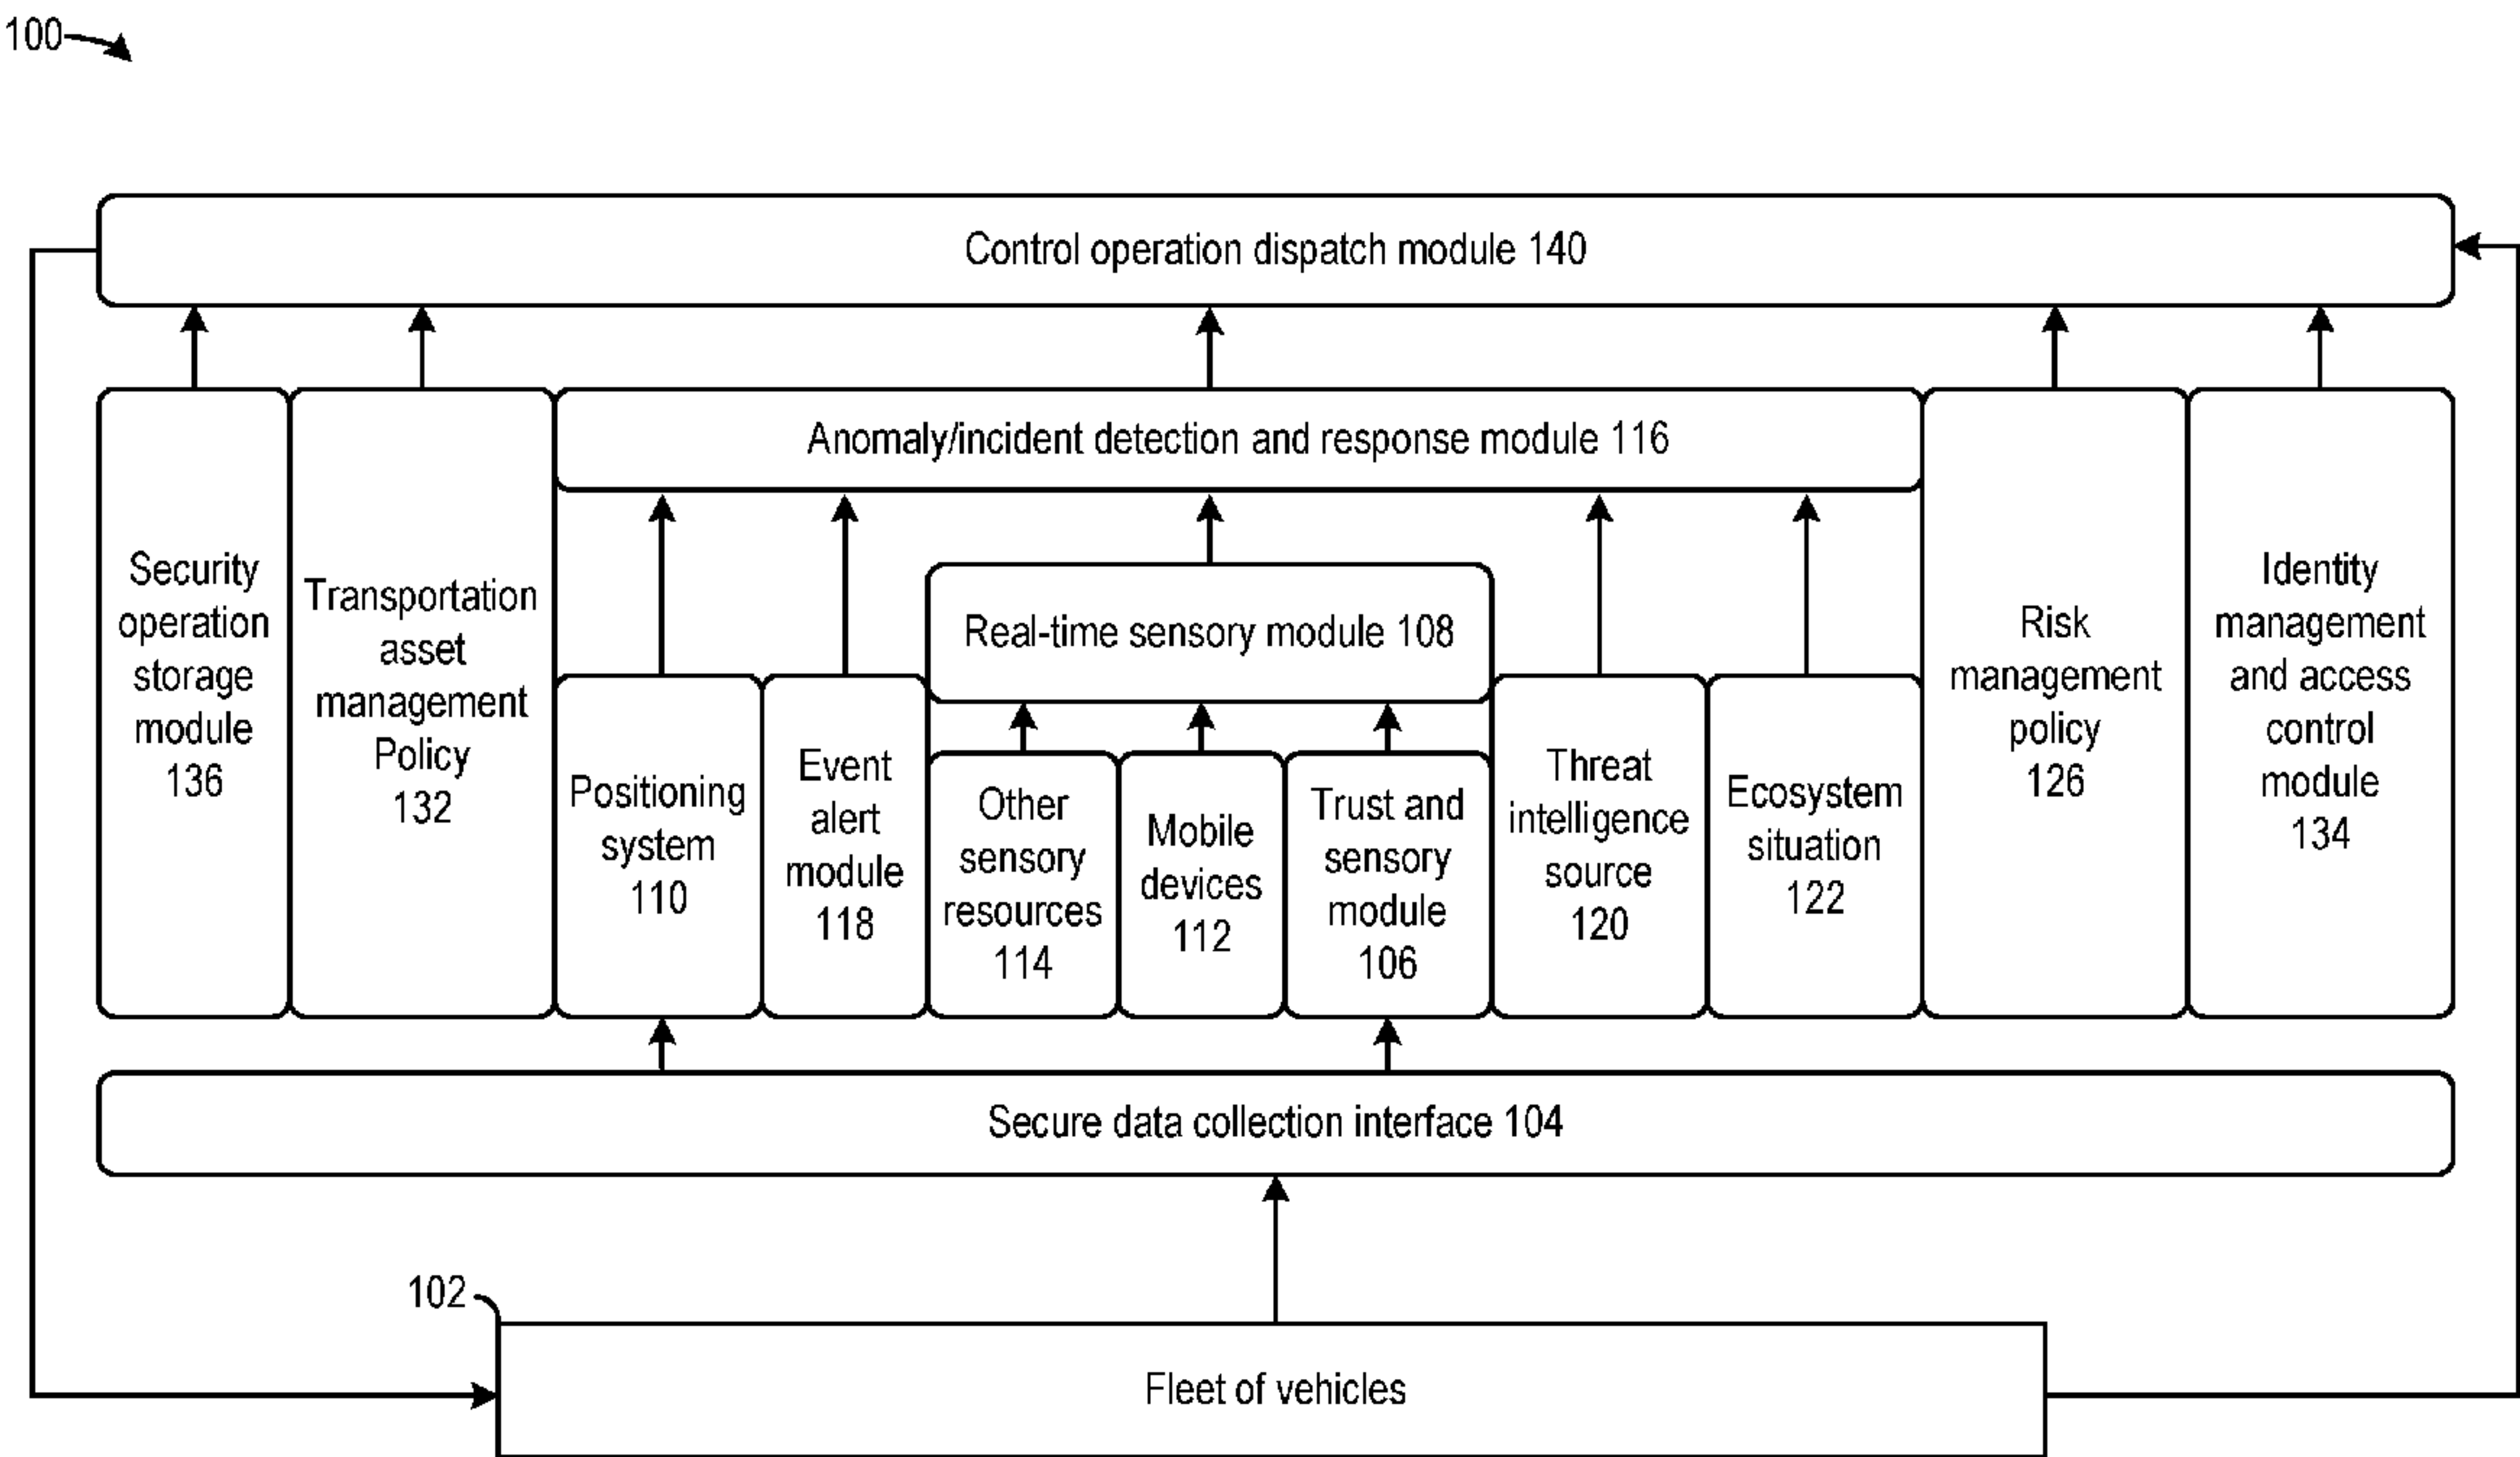 100
Control operation dispatch module 140
Anomaly/incident detection and response module 116
Security
operation
storage
module
136
Transportation
asset
management
Policy
132
Positioning
system
110
Event
alert
module
118
Real-time sensory module 108
Other
sensory
resources
114
Mobile
devices
112
Trust and
sensory
module
106
Threat
intelligence
source
120
Ecosystem
situation
122
Risk
management
policy
126
Identity
management
and access
control
module
134
Secure data collection interface 104
102
Fleet of vehicles